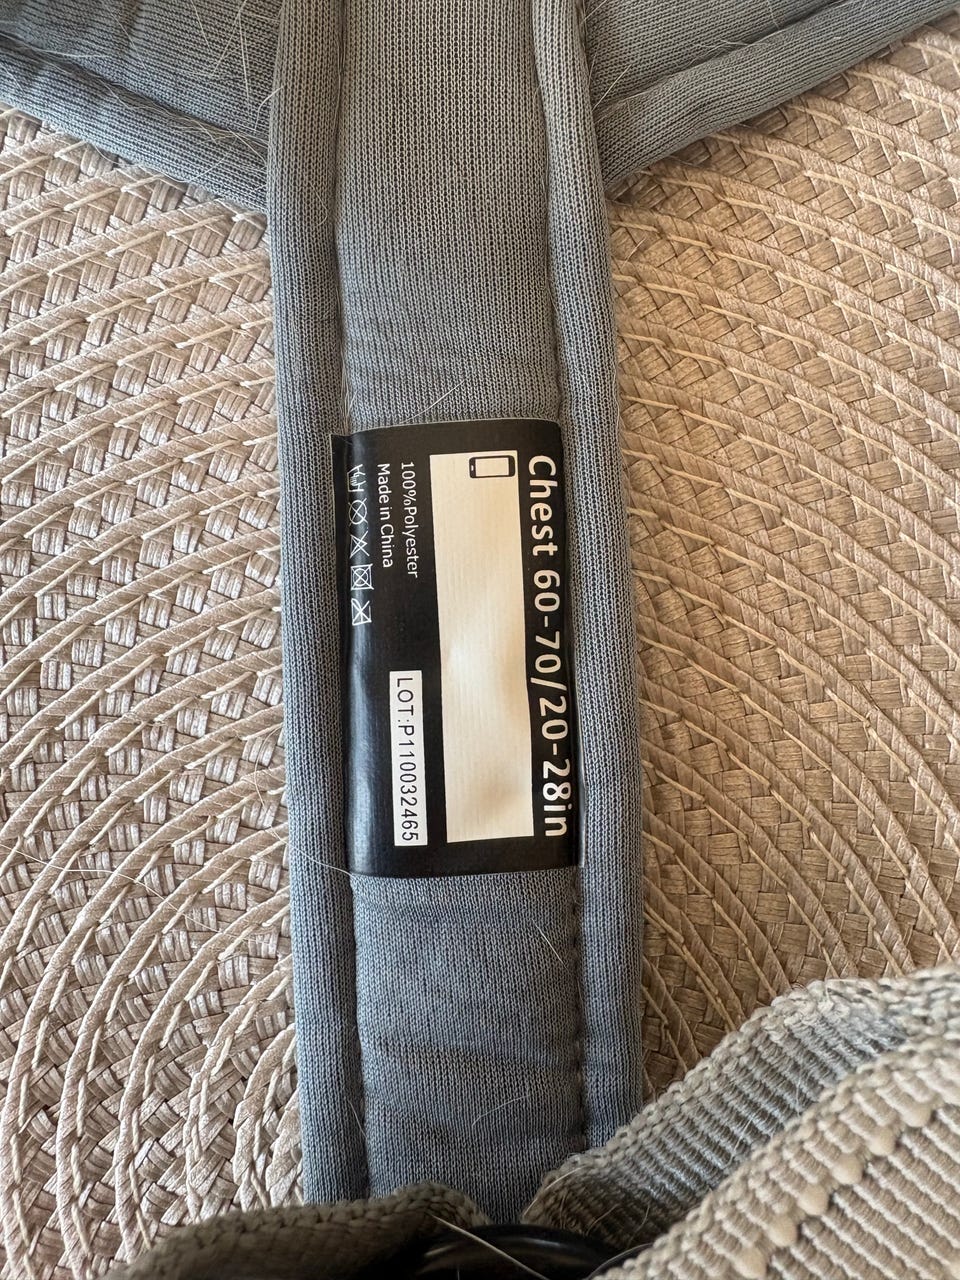 Chest 60-70/20-28in
100%Polyester
Made in China
LOT:P110032465